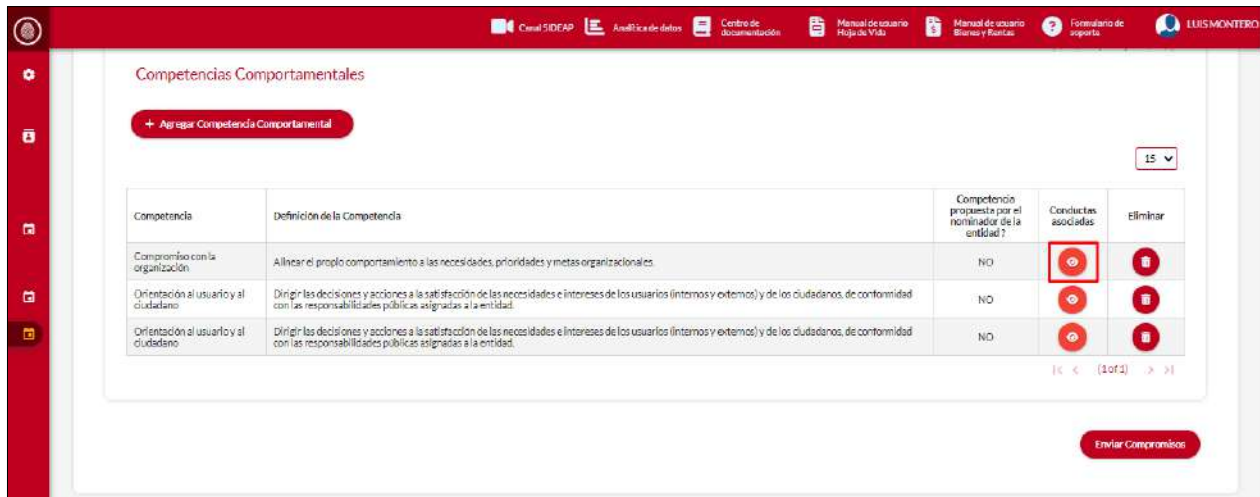 Canal SIDEAP
Analítica de datos
Centro de
documentación
Manual de usuario
Hoja de Vida
Manual de usuario
Bienes y Rentas
Formulario de
soporte
LUIS MONTERO
Competencias Comportamentales
+ Agregar Competencia Comportamental
15
Competencia
Definición de la Competencia
Competencia
propuesta por el
nominador de la
entidad ?
Conductas
asociadas
Eliminar
Compromiso con la
organización
Alinear el propio comportamiento a las necesidades, prioridades y metas organizacionales.
NO
Orientación al usuario y al
ciudadano
Dirigir las decisiones y acciones a la satisfacción de las necesidades e intereses de los usuarios (internos y externos) y de los ciudadanos, de conformidad
con las responsabilidades públicas asignadas a la entidad.
NO
Orientación al usuario y al
ciudadano
Dirigir las decisiones y acciones a la satisfacción de las necesidades e intereses de los usuarios (internos y externos) y de los ciudadanos, de conformidad
con las responsabilidades públicas asignadas a la entidad.
NO
(1 of 1)
Enviar Compromisos